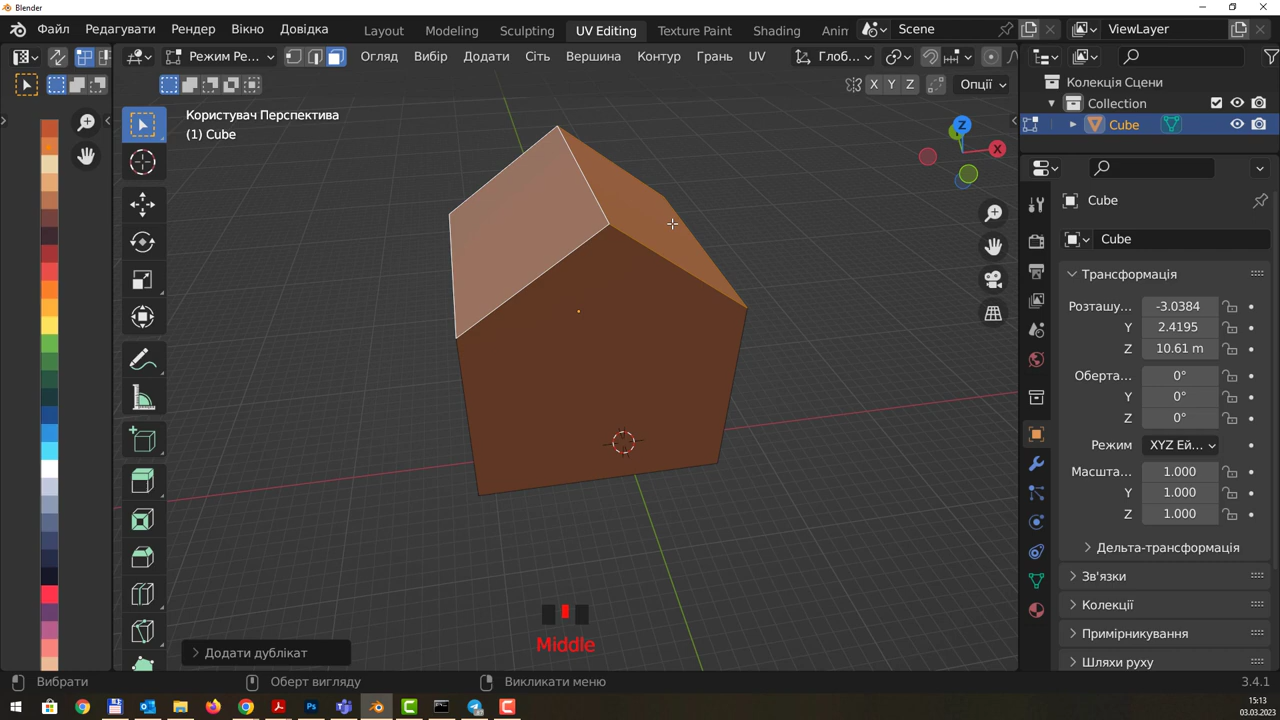 Blender
Файл Редагувати Рендер Вікно Довідка Layout Modeling Sculpting UV Editing Texture Paint Shading Anin Scene ViewLayer
Режим Ре... Огляд Вибір Додати Сіть Вершина Контур Грань UV Глоб...
X Y Z Опції
Колекція Сцени
Collection
Cube
Користувач Перспектива
(1) Cube
Z
X
Cube
Cube
Трансформація
Розташу... -3.0384
Y 2.4195
Z 10.61 m
Оберта... 0°
Y 0°
Z 0°
Режим XYZ Ей...
Масшта... 1.000
Y 1.000
Z 1.000
Дельта-трансформація
Зв'язки
Колекції
Примірникування
Шляхи руху
Middle
Додати дублікат
Вибрати Оберт вигляду Викликати меню 3.4.1
15:13
03.03.2023